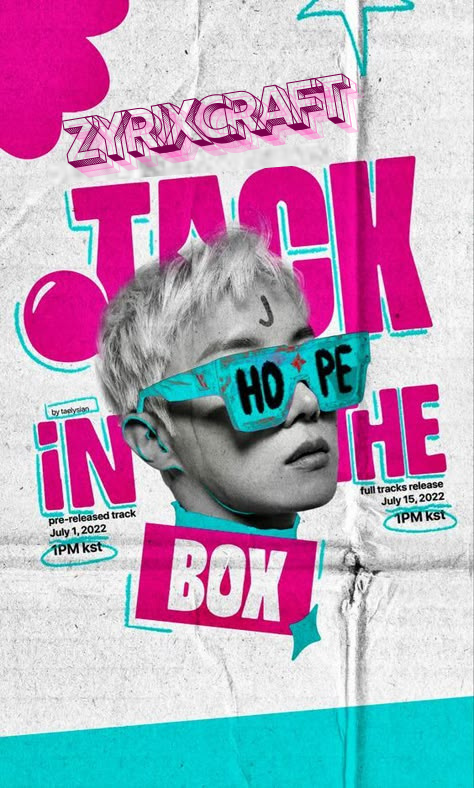 ZYRIXCRAFT
JACK
J
HO PE
by taelysian
iN THE
pre-released track
July 1, 2022
1PM kst
full tracks release
July 15, 2022
1PM kst
BOX